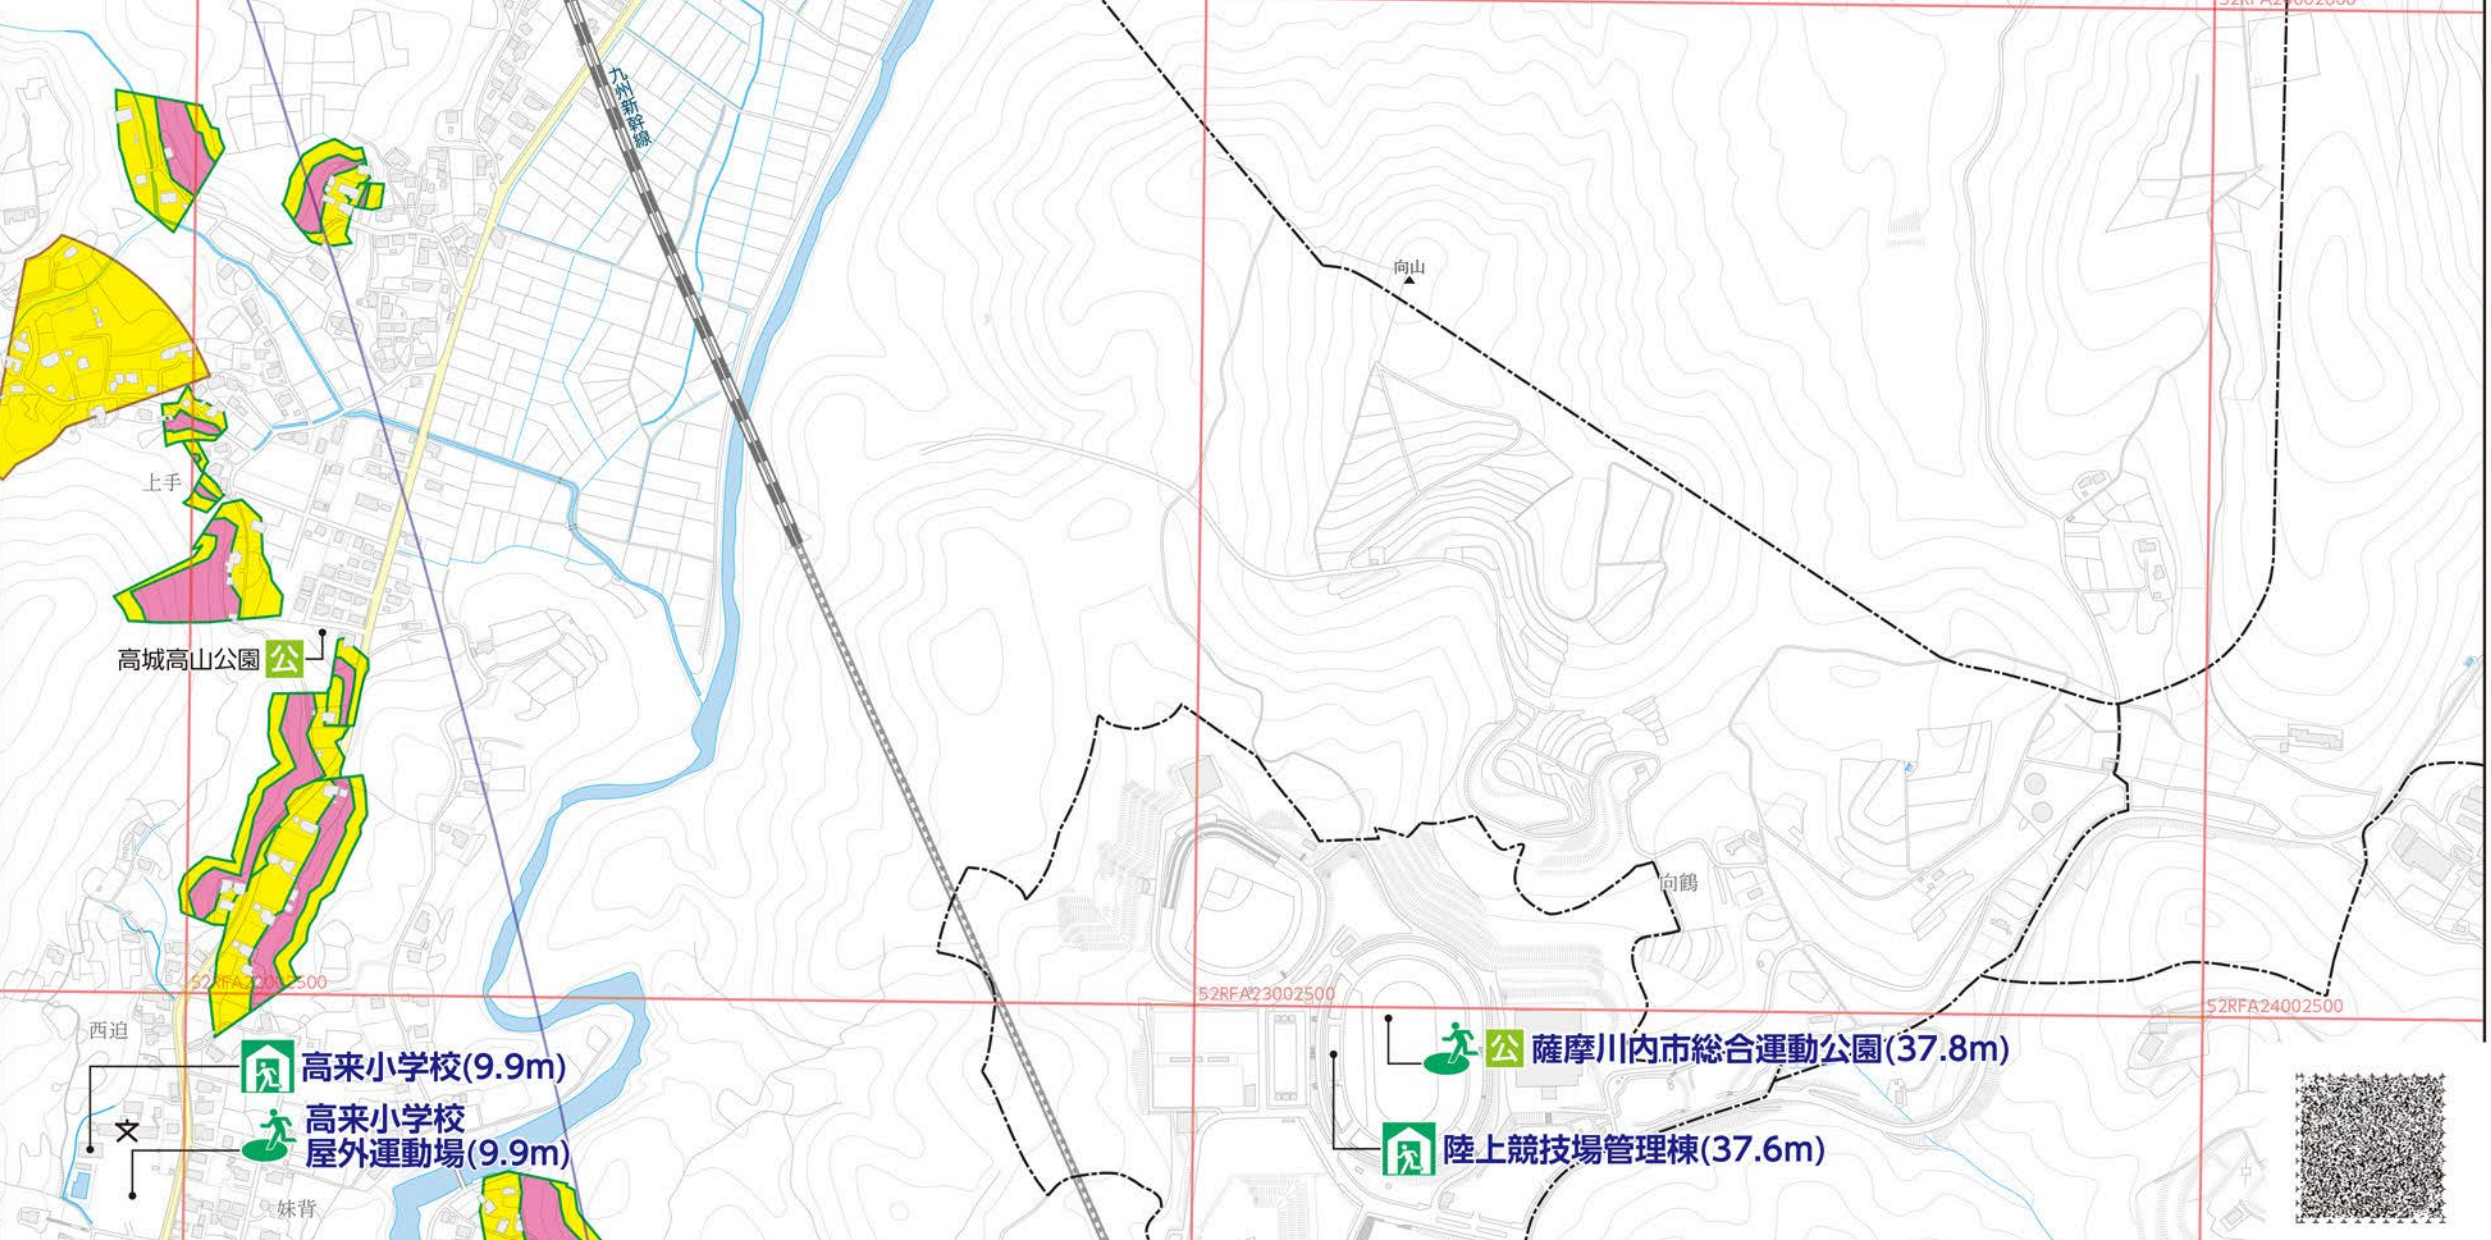 52RFA24002000
九州新幹線
向山
上手
高城高山公園 公
向鶴
52RFA22002500
52RFA23002500
52RFA24002500
西迫
高来小学校(9.9m)
公 薩摩川内市総合運動公園(37.8m)
高来小学校
屋外運動場(9.9m)
文
陸上競技場管理棟(37.6m)
妹背